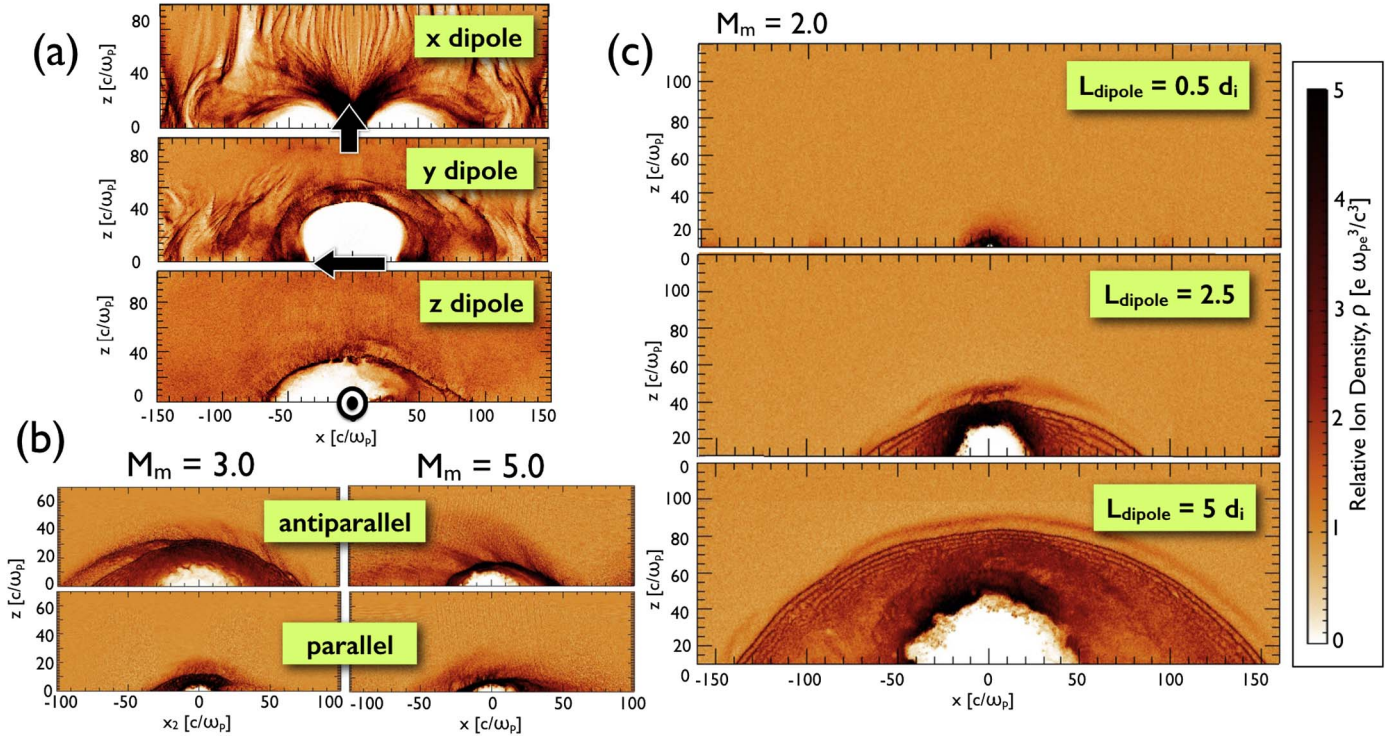 (a)
x dipole
z [c/ωp]
80
40
0
y dipole
z [c/ωp]
80
40
0
z dipole
z [c/ωp]
80
40
0
-150 -100 -50 0 50 100 150
x [c/ωp]
(b)
Mm = 3.0
Mm = 5.0
antiparallel
z [c/ωp]
60
40
20
0
parallel
z [c/ωp]
60
40
20
0
-100 -50 0 50 100
x2 [c/ωp]
-100 -50 0 50 100
x [c/ωp]
(c)
Mm = 2.0
Ldipole = 0.5 di
z [c/ωp]
100
80
60
40
20
0
Ldipole = 2.5
z [c/ωp]
100
80
60
40
20
0
Ldipole = 5 di
z [c/ωp]
100
80
60
40
20
-150 -100 -50 0 50 100 150
x [c/ωp]
5
4
3
2
1
0
Relative Ion Density, ρ [e ωpe³/c³]